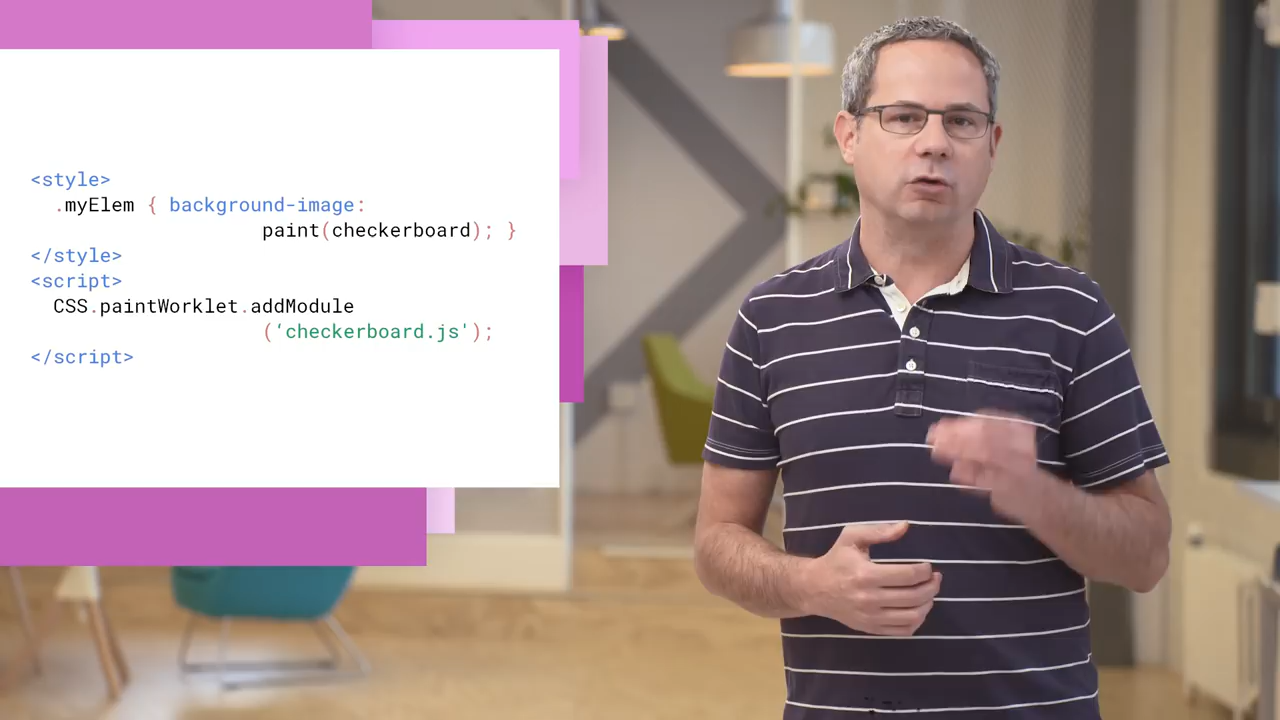 <style>
.myElem { background-image:
paint(checkerboard); }
</style>
<script>
CSS.paintWorklet.addModule
('checkerboard.js');
</script>